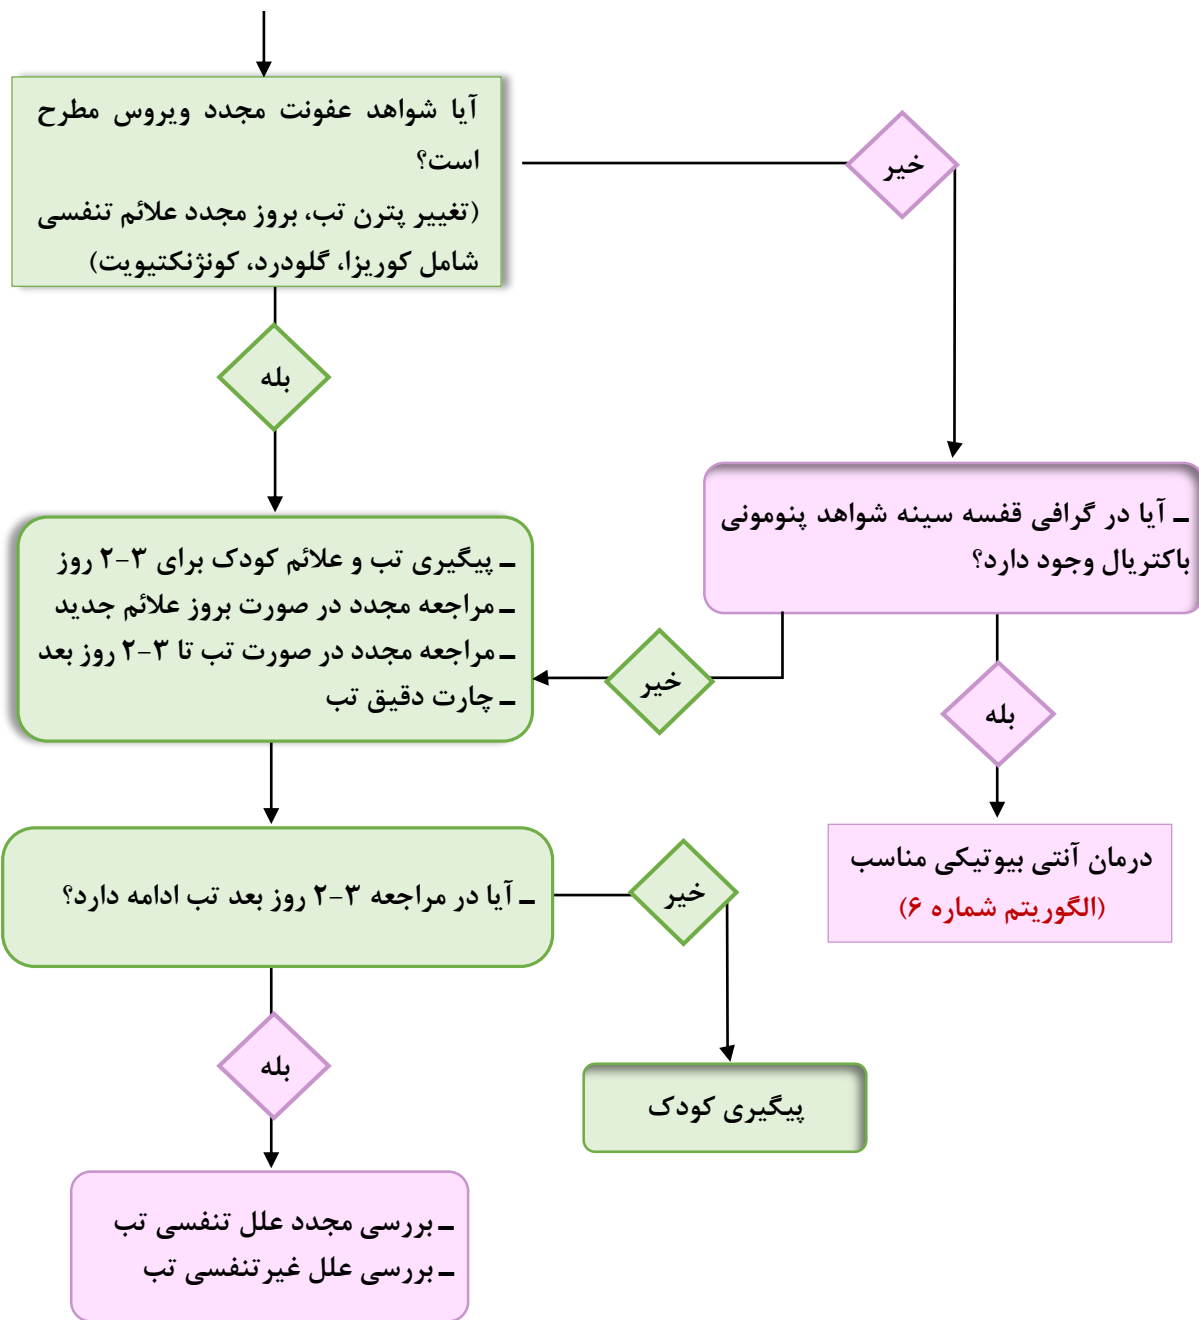 آیا شواهد عفونت مجدد ویروس مطرح
است؟
(تغییر پترن تب، بروز مجدد علائم تنفسی
شامل کوریزا، گلودرد، کونژنکتیویت)
خیر
بله
ـ آیا در گرافی قفسه سینه شواهد پنومونی
باکتریال وجود دارد؟
ـ پیگیری تب و علائم کودک برای ۳-۲ روز
ـ مراجعه مجدد در صورت بروز علائم جدید
ـ مراجعه مجدد در صورت تب تا ۳-۲ روز بعد
ـ چارت دقیق تب
خیر
بله
درمان آنتی بیوتیکی مناسب
(الگوریتم شماره ۶)
ـ آیا در مراجعه ۳-۲ روز بعد تب ادامه دارد؟
خیر
بله
پیگیری کودک
ـ بررسی مجدد علل تنفسی تب
ـ بررسی علل غیرتنفسی تب